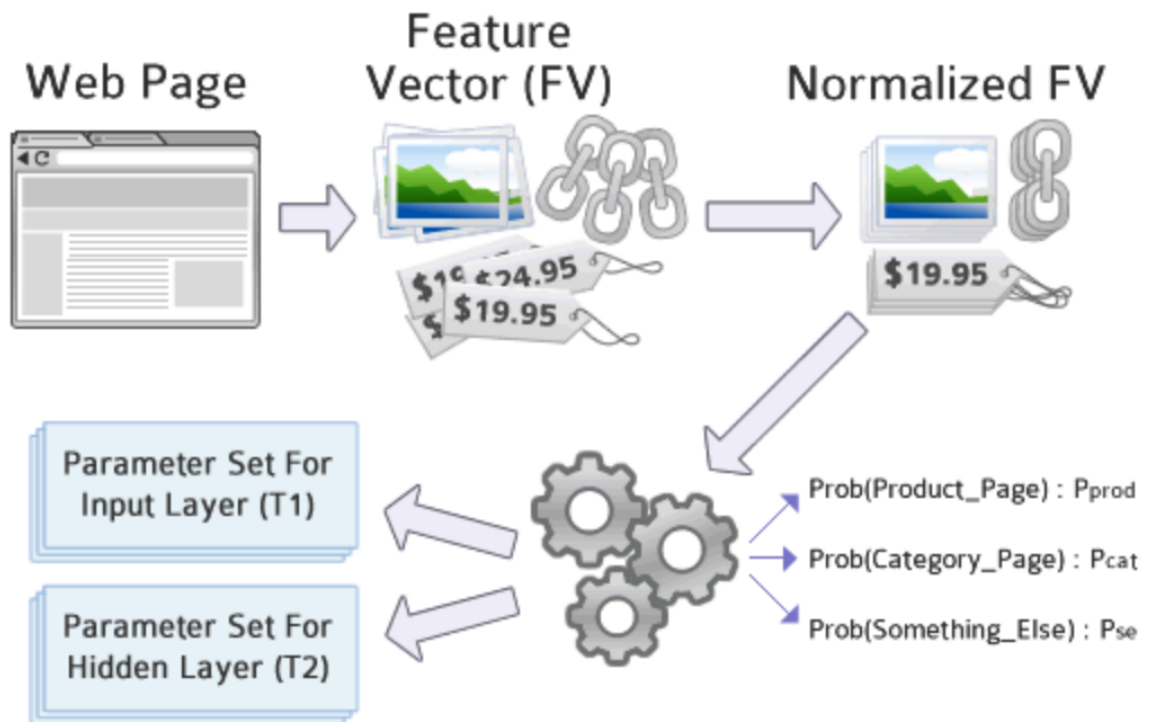 Web Page
Feature
Vector (FV)
Normalized FV
$19
$24.95
$19.95
$
$19.95
Parameter Set For
Input Layer (T1)
Prob(Product_Page) : Pprod
Prob(Category_Page) : Pcat
Prob(Something_Else) : Pse
Parameter Set For
Hidden Layer (T2)